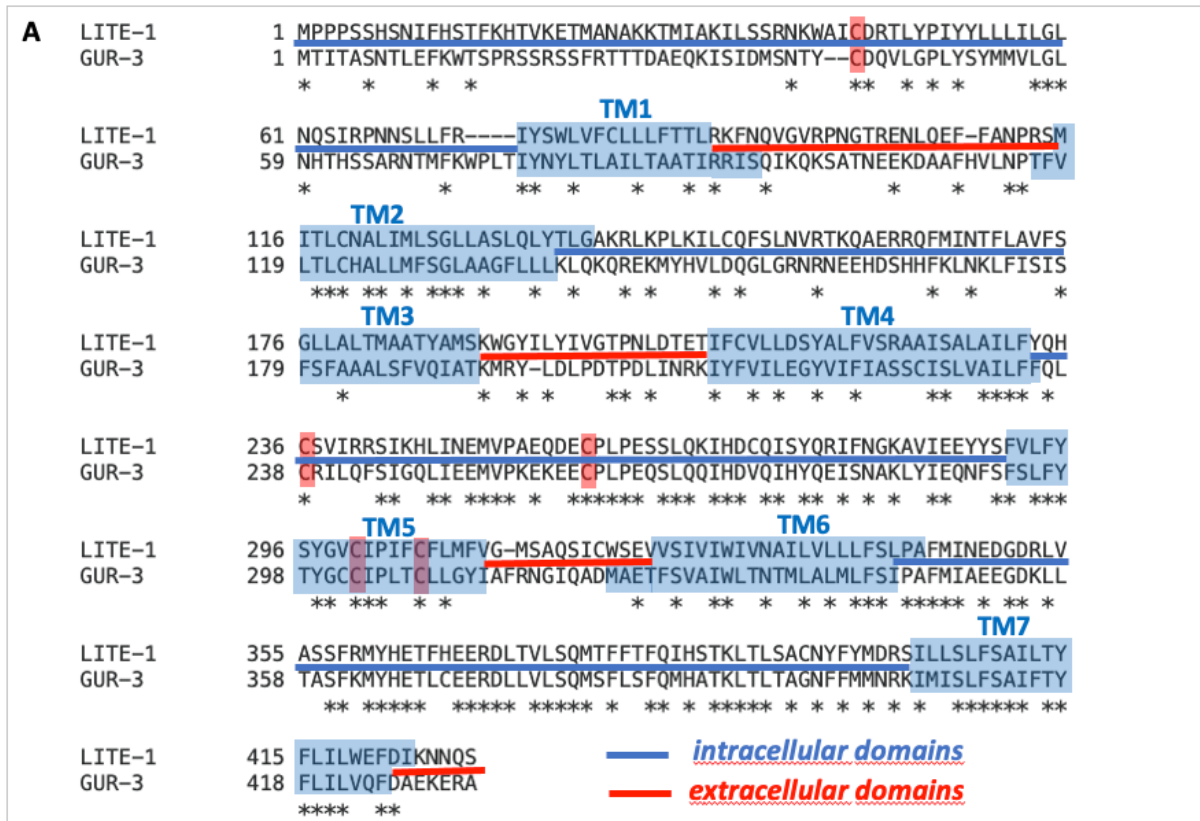 A
LITE-1 1 MPPPSSHSNIFHSTFKHTVKETMANAKKTMIAKILSSRNKWAICDRTLYPIYYLLLILGL
GUR-3 1 MTITASNTLEFKWTSPRSSRSSFRTTTDAEQKISIDMSNTY--CDQVLGPLYSYMMVLGL
* * * * * ** * * * ***
TM1
LITE-1 61 NQSIRPNNSLLFR----IYSWLVFCLLLFTTLRKFNQVGVRPNGTRENLQEF-FANPRSM
GUR-3 59 NHTHSSARNTMFKWPLTIYNYLTLAILTAATIRRISQIKQKSATNEEKDAAFHVLNPTFV
* * ** * * * * * * * **
TM2
LITE-1 116 ITLCNALIMLSGLLASLQLYTLGAKRLKPLKILCQFSLNVRTKQAERRQFMINTFLAVFS
GUR-3 119 LTLCHALLMFSGLAAGFLLLKLQKQREKMYHVLDQGLGRNRNEEHDSHHFKLNKLFISIS
*** ** * *** * * * * * * * * * *
TM3 TM4
LITE-1 176 GLLALTMAATYAMSKWGYILYIVGTPNLDTETIFCVLLDSYALFVSRAAISALAILFYQH
GUR-3 179 FSFAAALSFVQIATKMRY-LDLPDTPDLINRKIYFVILEGYVIFIASSCISLVAILFFQL
* * * * ** * * * * * ** **** *
LITE-1 236 CSVIRRSIKHLINEMVPAEQDECPLPESSLQKIHDCQISYQRIFNGKAVIEEYYSFVLFY
GUR-3 238 CRILQFSIGQLIEEMVPKEKEECPLPEQSLQQIHDVQIHYQEISNAKLYIEQNFSFSLFY
* ** ** **** * ****** *** *** ** ** * * * ** ** ***
TM5 TM6
LITE-1 296 SYGVCIPIFCFLMFVG-MSAQSICWSEVVSIVIWIVNAILVLLLFSLPAFMINEDGDRLV
GUR-3 298 TYGCCIPLTCLLGYIAFRNGIQADMAETFSVAIWLTNTMLALMLFSIPAFMIAEEGDKLL
** *** * * * * ** * * * ** ***** * ** *
TM7
LITE-1 355 ASSFRMYHETFHEERDLTVLSQMTFFTFQIHSTKLTLSACNYFYMDRSILLSLFSAILTY
GUR-3 358 TASFKMYHETLCEERDLLVLSQMSFLSFQMHATKLTLTAGNFFMMNRKIMISLFSAIFTY
** ***** ***** ***** * ** * ***** * * * * * ****** **
LITE-1 415 FLILWEFDIKNNQS
GUR-3 418 FLILVQFDAEKERA
**** **
intracellular domains
extracellular domains